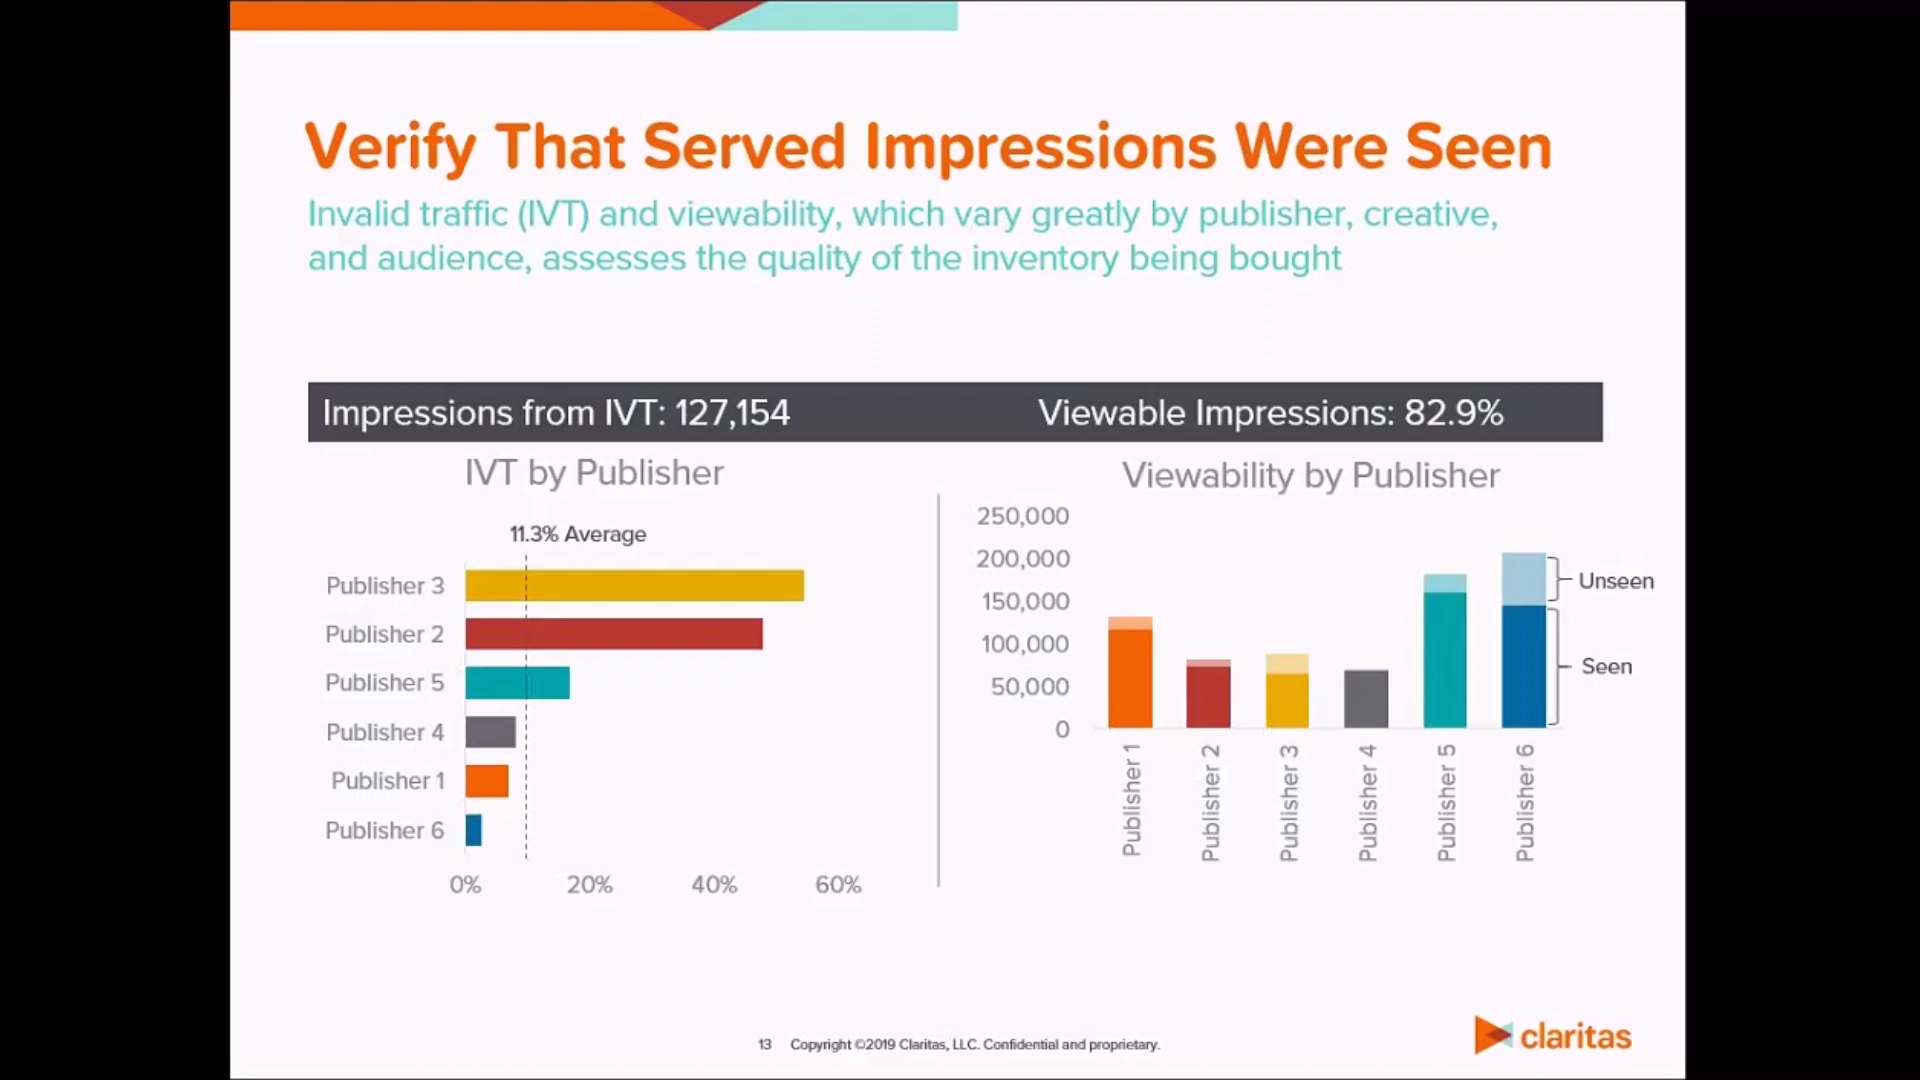 Verify That Served Impressions Were Seen
Invalid traffic (IVT) and viewability, which vary greatly by publisher, creative,
and audience, assesses the quality of the inventory being bought
Impressions from IVT: 127,154
Viewable Impressions: 82.9%
IVT by Publisher
11.3% Average
Publisher 3
Publisher 2
Publisher 5
Publisher 4
Publisher 1
Publisher 6
0% 20% 40% 60%
Viewability by Publisher
250,000
200,000
150,000
100,000
50,000
0
Unseen
Seen
Publisher 1
Publisher 2
Publisher 3
Publisher 4
Publisher 5
Publisher 6
13 Copyright ©2019 Claritas, LLC. Confidential and proprietary.
claritas